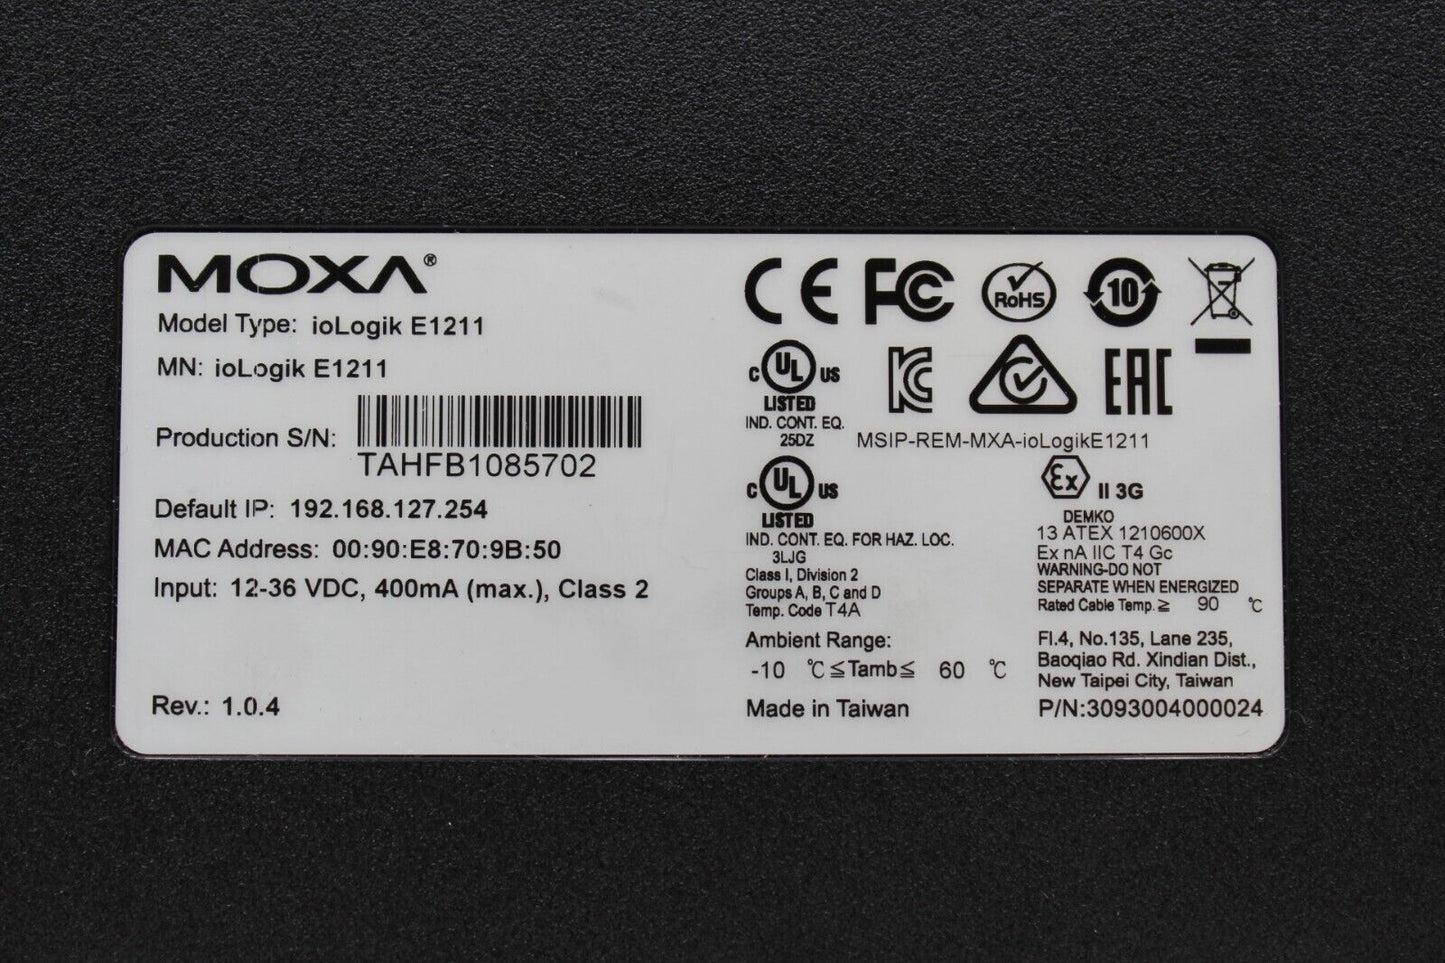 MOXA®
Model Type: ioLogik E1211
MN: ioLogik E1211
Production S/N:
TAHFB1085702
Default IP: 192.168.127.254
MAC Address: 00:90:E8:70:9B:50
Input: 12-36 VDC, 400mA (max.), Class 2
Rev.: 1.0.4
CE FC RoHS 10
C UL US
LISTED
IND. CONT. EQ.
25DZ
KC EAC
MSIP-REM-MXA-ioLogikE1211
C UL US
LISTED
IND. CONT. EQ. FOR HAZ. LOC.
3LJG
Class I, Division 2
Groups A, B, C and D
Temp. Code T4A
Ambient Range:
-10 ℃≦Tamb≦ 60 ℃
Made in Taiwan
Ex II 3G
DEMKO
13 ATEX 1210600X
Ex nA IIC T4 Gc
WARNING-DO NOT
SEPARATE WHEN ENERGIZED
Rated Cable Temp.≧ 90 ℃
Fl.4, No.135, Lane 235,
Baoqiao Rd. Xindian Dist.,
New Taipei City, Taiwan
P/N:3093004000024